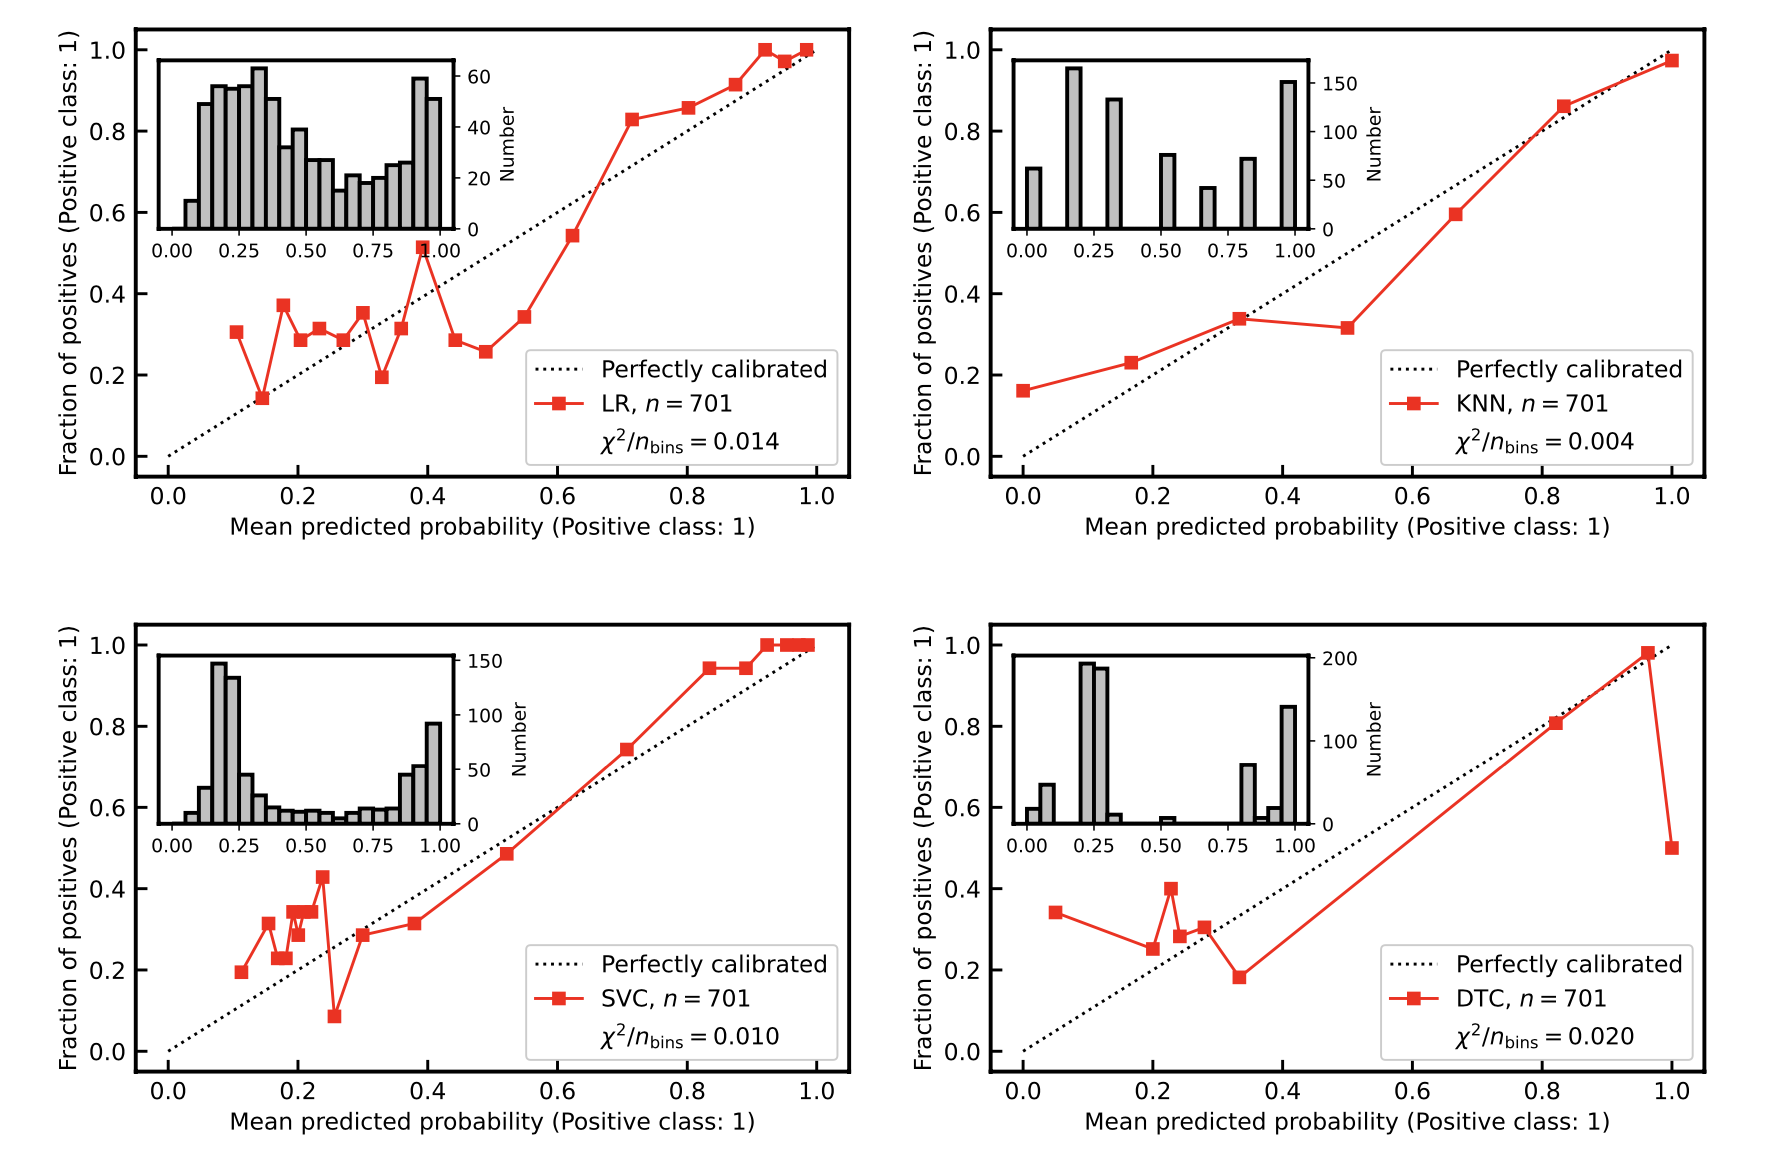 Fraction of positives (Positive class: 1)
1.0
0.8
0.6
0.4
0.2
0.0
60
40
20
0
Number
0.00 0.25 0.50 0.75 1.00
Perfectly calibrated
LR, n = 701
χ²/n_bins = 0.014
0.0 0.2 0.4 0.6 0.8 1.0
Mean predicted probability (Positive class: 1)
Fraction of positives (Positive class: 1)
1.0
0.8
0.6
0.4
0.2
0.0
150
100
50
0
Number
0.00 0.25 0.50 0.75 1.00
Perfectly calibrated
KNN, n = 701
χ²/n_bins = 0.004
0.0 0.2 0.4 0.6 0.8 1.0
Mean predicted probability (Positive class: 1)
Fraction of positives (Positive class: 1)
1.0
0.8
0.6
0.4
0.2
0.0
150
100
50
0
Number
0.00 0.25 0.50 0.75 1.00
Perfectly calibrated
SVC, n = 701
χ²/n_bins = 0.010
0.0 0.2 0.4 0.6 0.8 1.0
Mean predicted probability (Positive class: 1)
Fraction of positives (Positive class: 1)
1.0
0.8
0.6
0.4
0.2
0.0
200
100
0
Number
0.00 0.25 0.50 0.75 1.00
Perfectly calibrated
DTC, n = 701
χ²/n_bins = 0.020
0.0 0.2 0.4 0.6 0.8 1.0
Mean predicted probability (Positive class: 1)